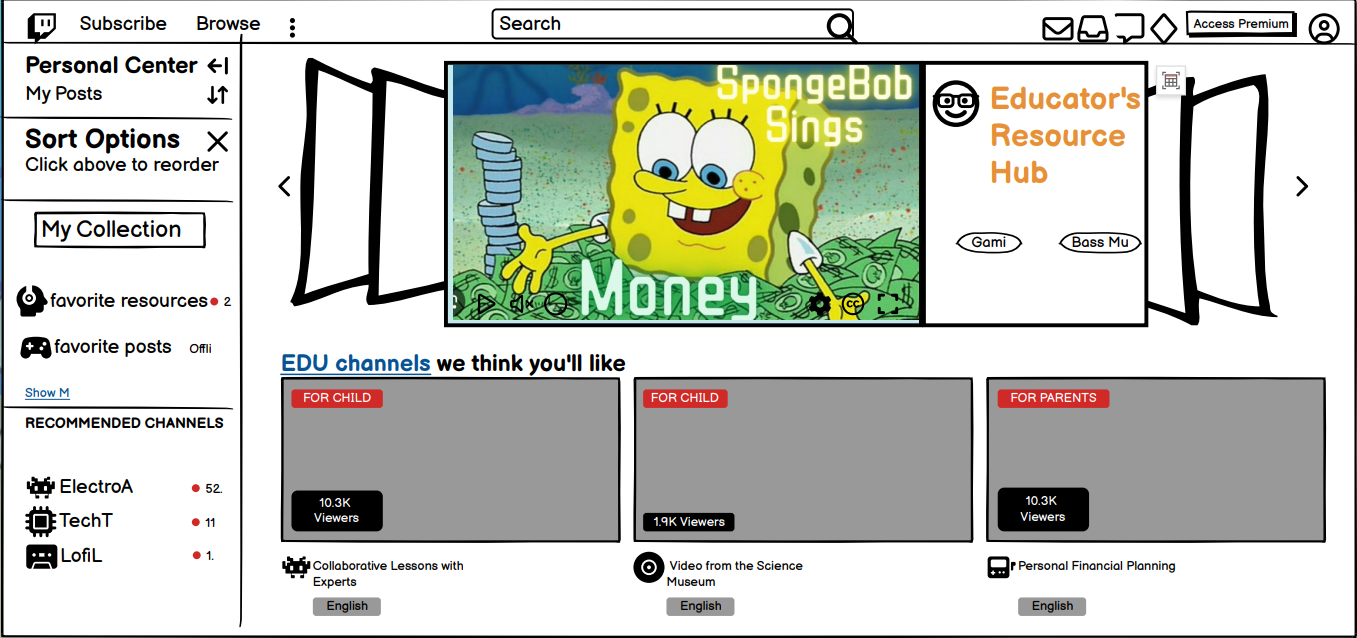 Subscribe
Browse
Search
Access Premium
Personal Center
My Posts
Sort Options
Click above to reorder
My Collection
favorite resources 2
favorite posts Offli
Show M
RECOMMENDED CHANNELS
ElectroA 52.
TechT 11
LofiL 1.
SpongeBob
Sings
Money
CC
Educator's
Resource
Hub
Gami
Bass Mu
EDU channels we think you'll like
FOR CHILD
10.3K
Viewers
Collaborative Lessons with
Experts
English
FOR CHILD
1.9K Viewers
Video from the Science
Museum
English
FOR PARENTS
10.3K
Viewers
Personal Financial Planning
English